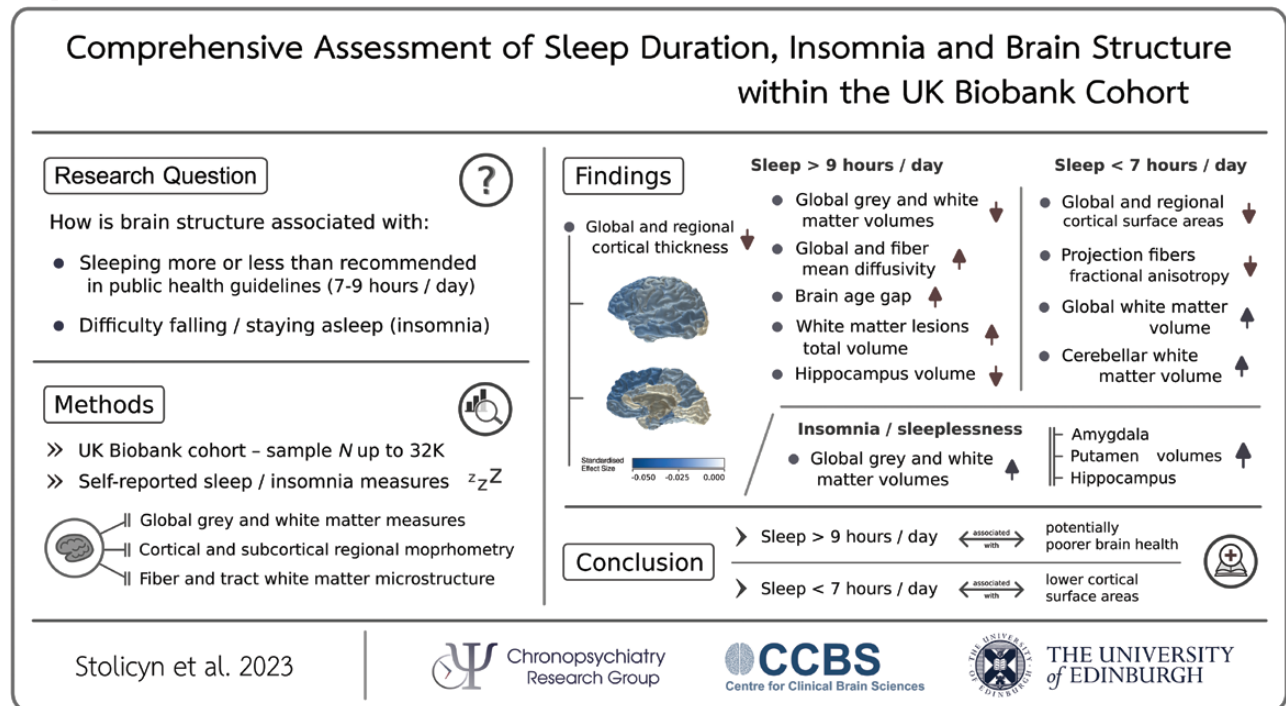 Comprehensive Assessment of Sleep Duration, Insomnia and Brain Structure
within the UK Biobank Cohort
Research Question
?
How is brain structure associated with:
Sleeping more or less than recommended
in public health guidelines (7-9 hours / day)
Difficulty falling / staying asleep (insomnia)
Methods
UK Biobank cohort – sample N up to 32K
Self-reported sleep / insomnia measures zzZ
Global grey and white matter measures
Cortical and subcortical regional moprhometry
Fiber and tract white matter microstructure
Findings
Global and regional
cortical thickness
Standardised
Effect Size
-0.050 -0.025 0.000
Sleep > 9 hours / day
Global grey and white
matter volumes
Global and fiber
mean diffusivity
Brain age gap
White matter lesions
total volume
Hippocampus volume
Sleep < 7 hours / day
Global and regional
cortical surface areas
Projection fibers
fractional anisotropy
Global white matter
volume
Cerebellar white
matter volume
Insomnia / sleeplessness
Global grey and white
matter volumes
Amygdala
Putamen volumes
Hippocampus
Conclusion
Sleep > 9 hours / day
associated
with
potentially
poorer brain health
Sleep < 7 hours / day
associated
with
lower cortical
surface areas
Stolicyn et al. 2023
Ψ Chronopsychiatry
Research Group
CCBS
Centre for Clinical Brain Sciences
THE UNIVERSITY
OF EDINBURGH
THE UNIVERSITY
of EDINBURGH